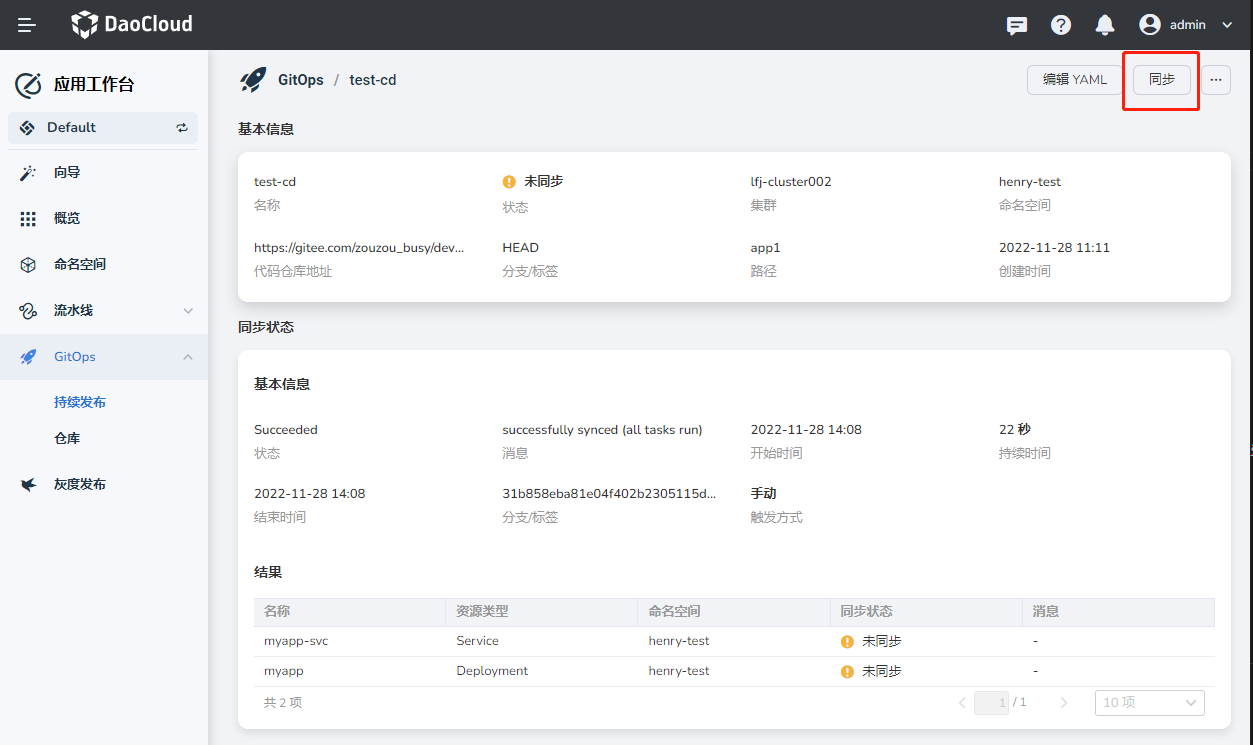 DaoCloud
admin
应用工作台
Default
向导
概览
命名空间
流水线
GitOps
持续发布
仓库
灰度发布
GitOps / test-cd
编辑 YAML
同步
基本信息
test-cd
名称
未同步
状态
lfj-cluster002
集群
henry-test
命名空间
https://gitee.com/zouzou_busy/dev...
代码仓库地址
HEAD
分支/标签
app1
路径
2022-11-28 11:11
创建时间
同步状态
基本信息
Succeeded
状态
successfully synced (all tasks run)
消息
2022-11-28 14:08
开始时间
22 秒
持续时间
2022-11-28 14:08
结束时间
31b858eba81e04f402b2305115d...
分支/标签
手动
触发方式
结果
名称 资源类型 命名空间 同步状态 消息
myapp-svc Service henry-test 未同步 -
myapp Deployment henry-test 未同步 -
共 2 项
1 / 1
10 项